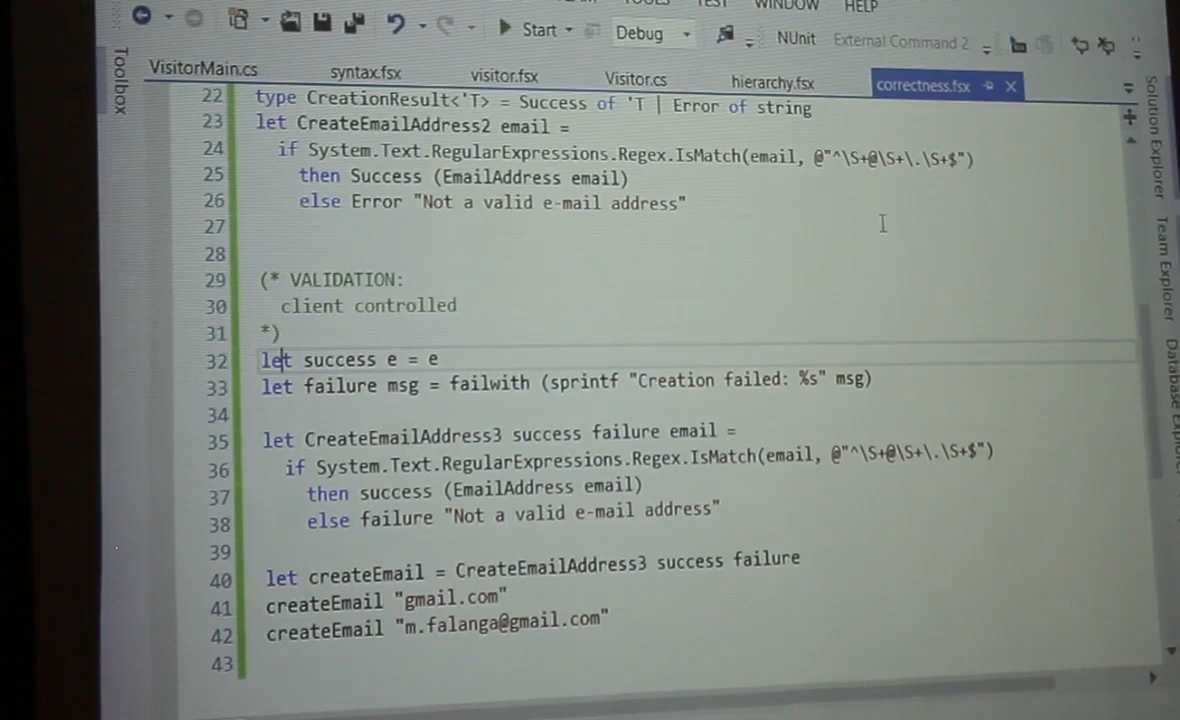 TEST WINDOW HELP
Start Debug NUnit External Command 2
VisitorMain.cs syntax.fsx visitor.fsx Visitor.cs hierarchy.fsx correctness.fsx
Toolbox
Solution Explorer
Team Explorer
Database
22 type CreationResult<'T> = Success of 'T | Error of string
23 let CreateEmailAddress2 email =
24 if System.Text.RegularExpressions.Regex.IsMatch(email, @"^\S+@\S+\.\S+$")
25 then Success (EmailAddress email)
26 else Error "Not a valid e-mail address"
27
28
29 (* VALIDATION:
30 client controlled
31 *)
32 let success e = e
33 let failure msg = failwith (sprintf "Creation failed: %s" msg)
34
35 let CreateEmailAddress3 success failure email =
36 if System.Text.RegularExpressions.Regex.IsMatch(email, @"^\S+@\S+\.\S+$")
37 then success (EmailAddress email)
38 else failure "Not a valid e-mail address"
39
40 let createEmail = CreateEmailAddress3 success failure
41 createEmail "gmail.com"
42 createEmail "m.falanga@gmail.com"
43